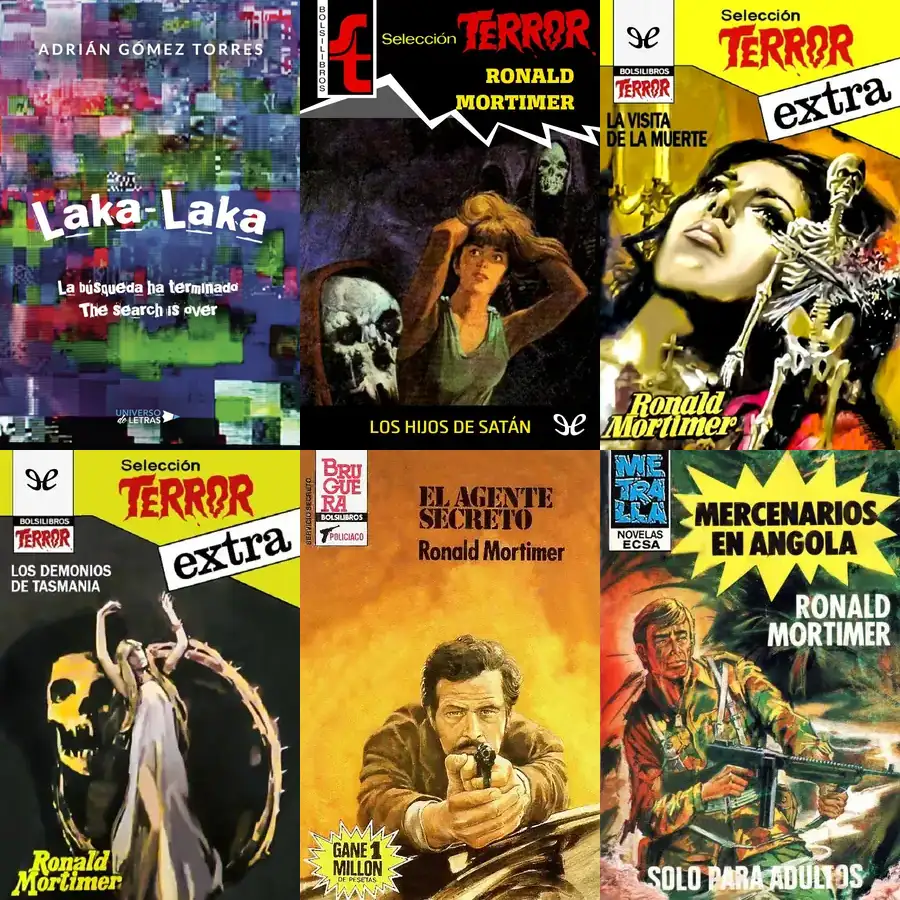 ADRIÁN GÓMEZ TORRES
Laka-Laka
La búsqueda ha terminado
The search is over
UNIVERSO
de LETRAS
BOLSILIBROS
st
Selección TERROR
RONALD
MORTIMER
LOS HIJOS DE SATÁN
Selección
TERROR
BOLSILIBROS
TERROR
extra
LA VISITA
DE LA MUERTE
Ronald
Mortimer
Selección
TERROR
BOLSILIBROS
TERROR
extra
LOS DEMONIOS
DE TASMANIA
Ronald
Mortimer
SERVICIO SECRETO
BRU
GUE
RA
BOLSILIBROS
POLICIACO
EL AGENTE
SECRETO
Ronald Mortimer
GANE 1
MILLON
DE PESETAS
ME
TRA
LLA
NOVELAS
ECSA
MERCENARIOS
EN ANGOLA
RONALD
MORTIMER
SOLO PARA ADULTOS